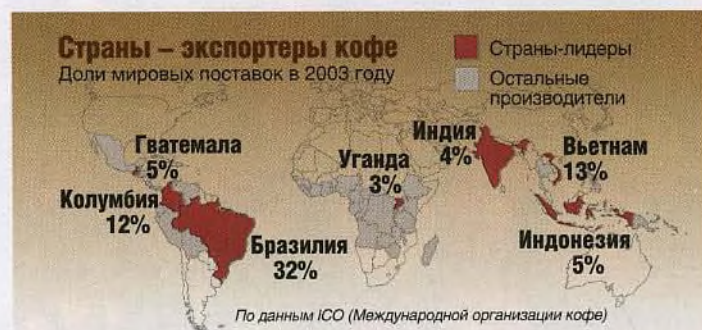 Страны – экспортеры кофе
Доли мировых поставок в 2003 году
Страны-лидеры
Остальные
производители
Гватемала
5%
Колумбия
12%
Бразилия
32%
Уганда
3%
Индия
4%
Вьетнам
13%
Индонезия
5%
По данным ICO (Международной организации кофе)